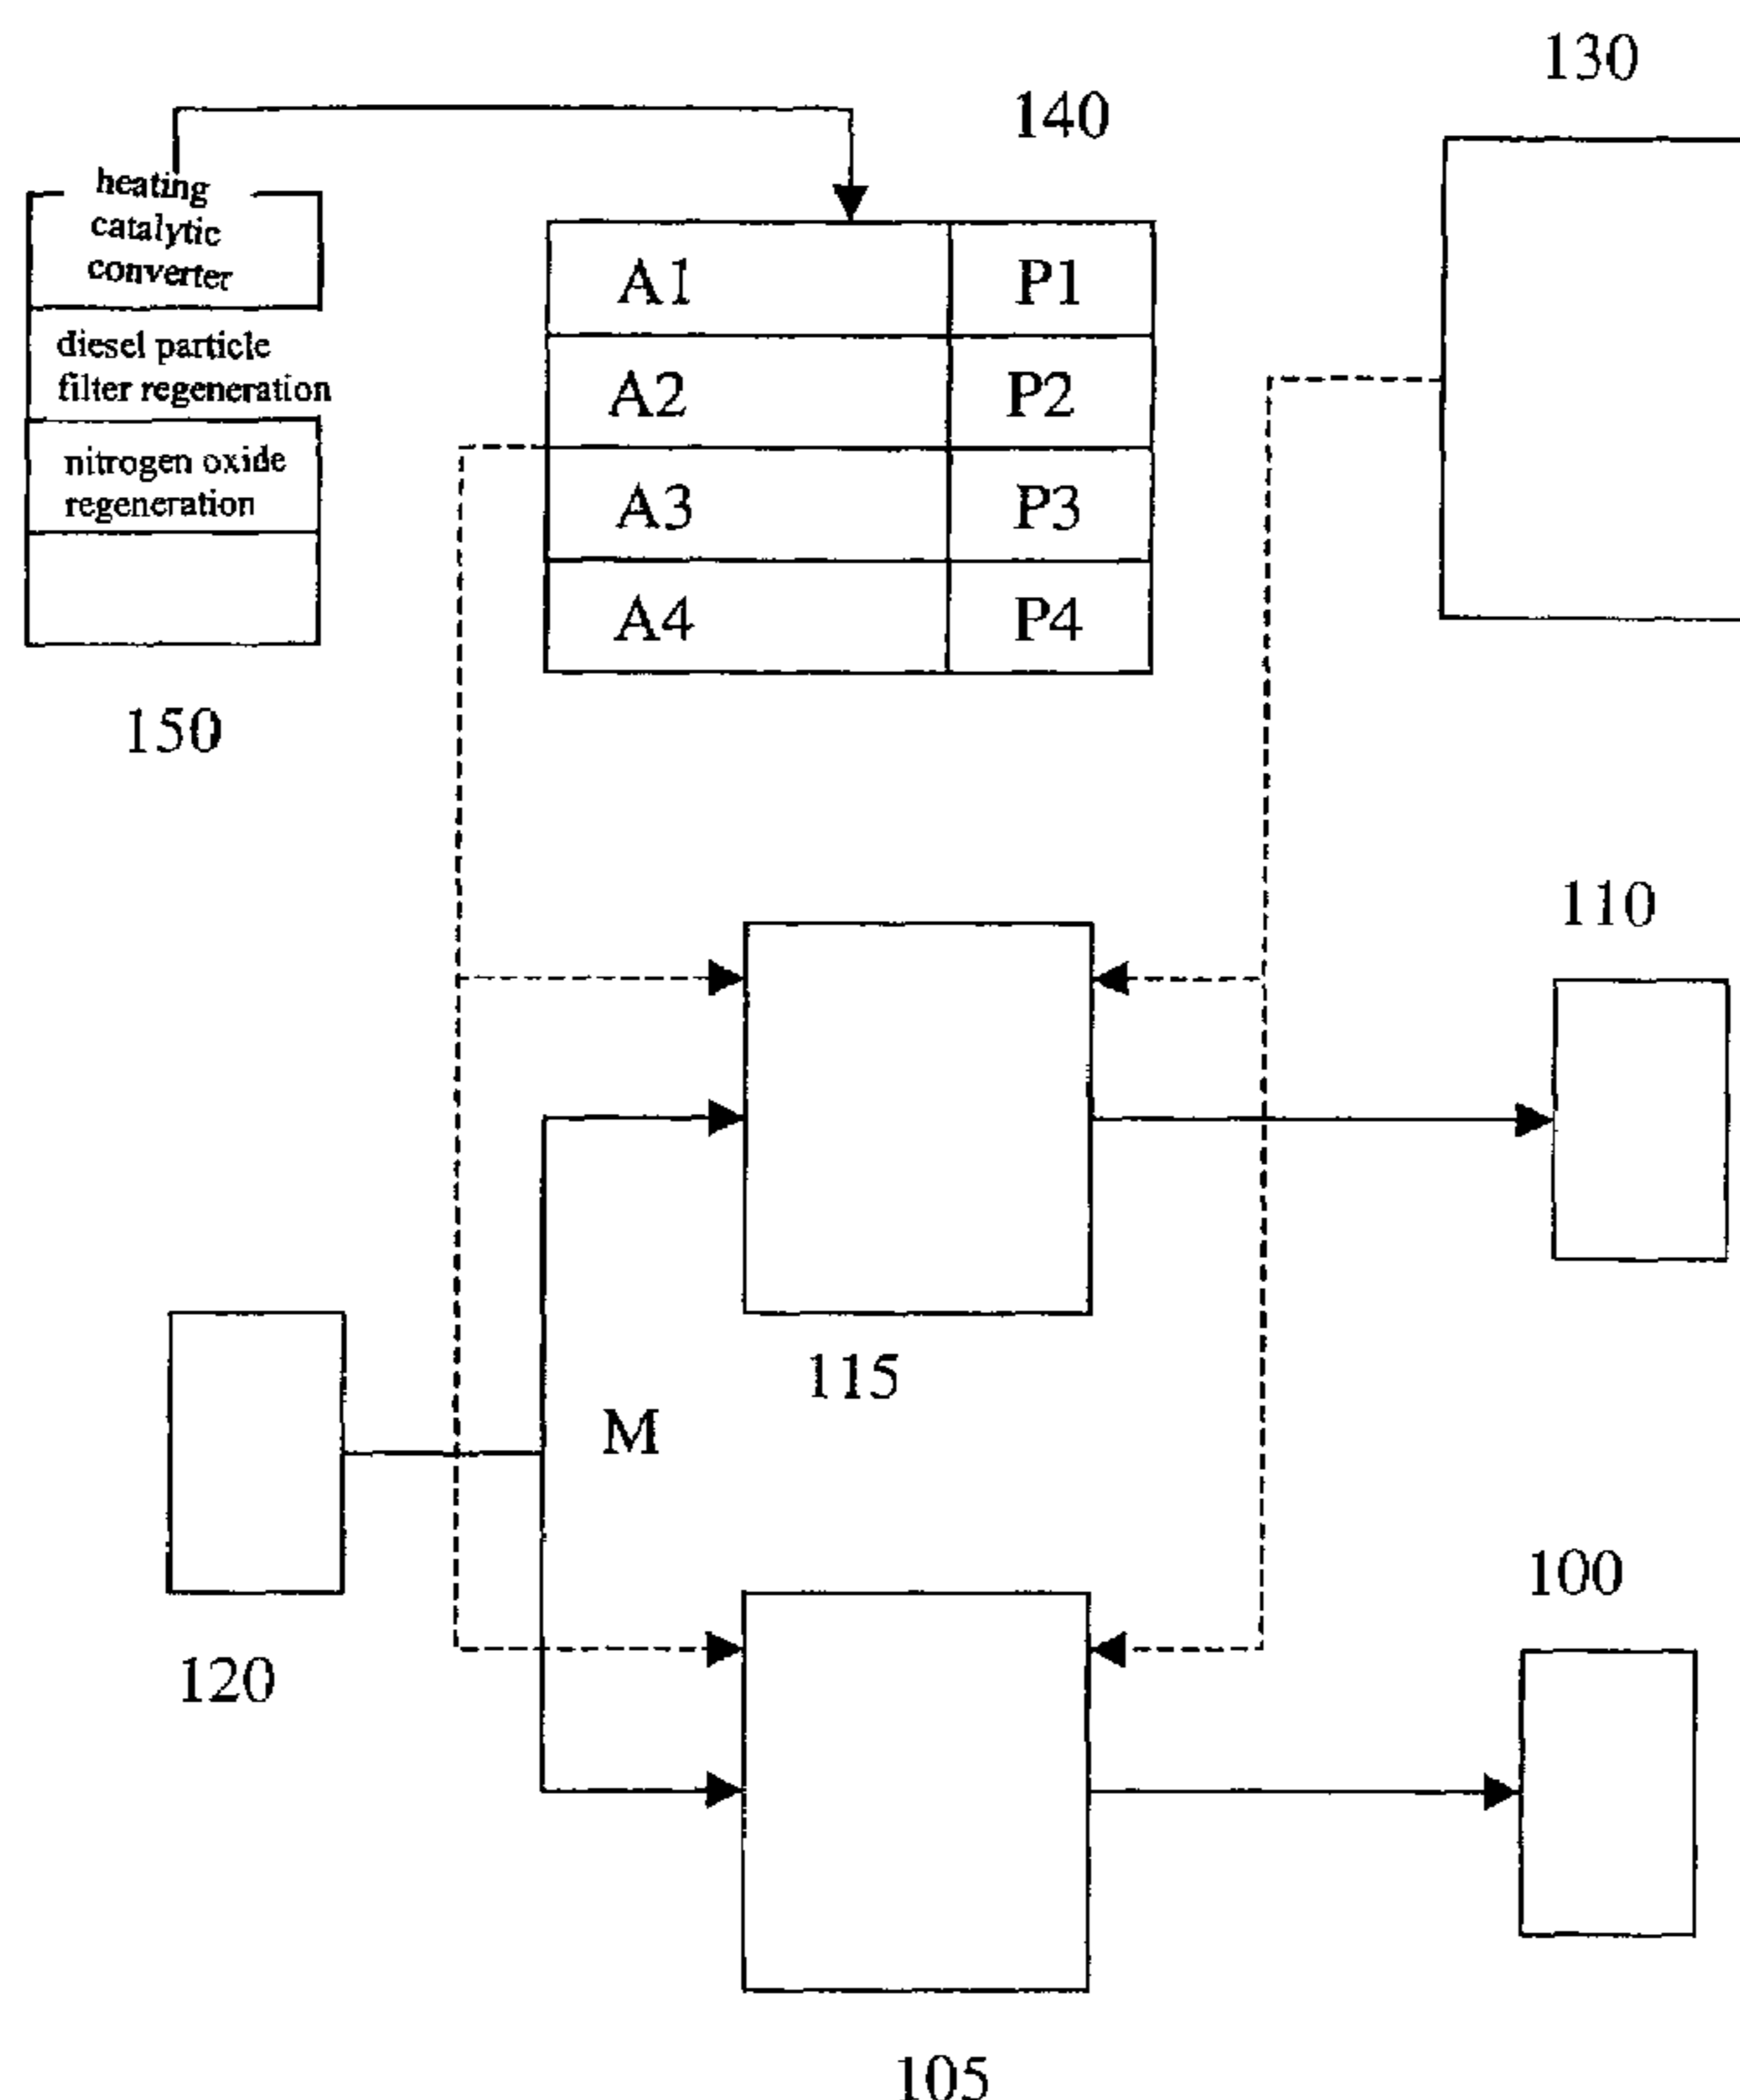 130
140
heating
catalytic
converter
diesel particle
filter regeneration
nitrogen oxide
regeneration
A1 P1
A2 P2
A3 P3
A4 P4
150
110
115
M
120
100
105